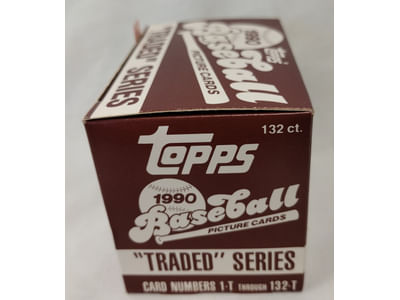 "TRADED" SERIES
Topps
1990
Baseball
PICTURE CARDS
132 ct.
Topps
1990
Baseball
PICTURE CARDS
"TRADED" SERIES
CARD NUMBERS 1-T THROUGH 132-T